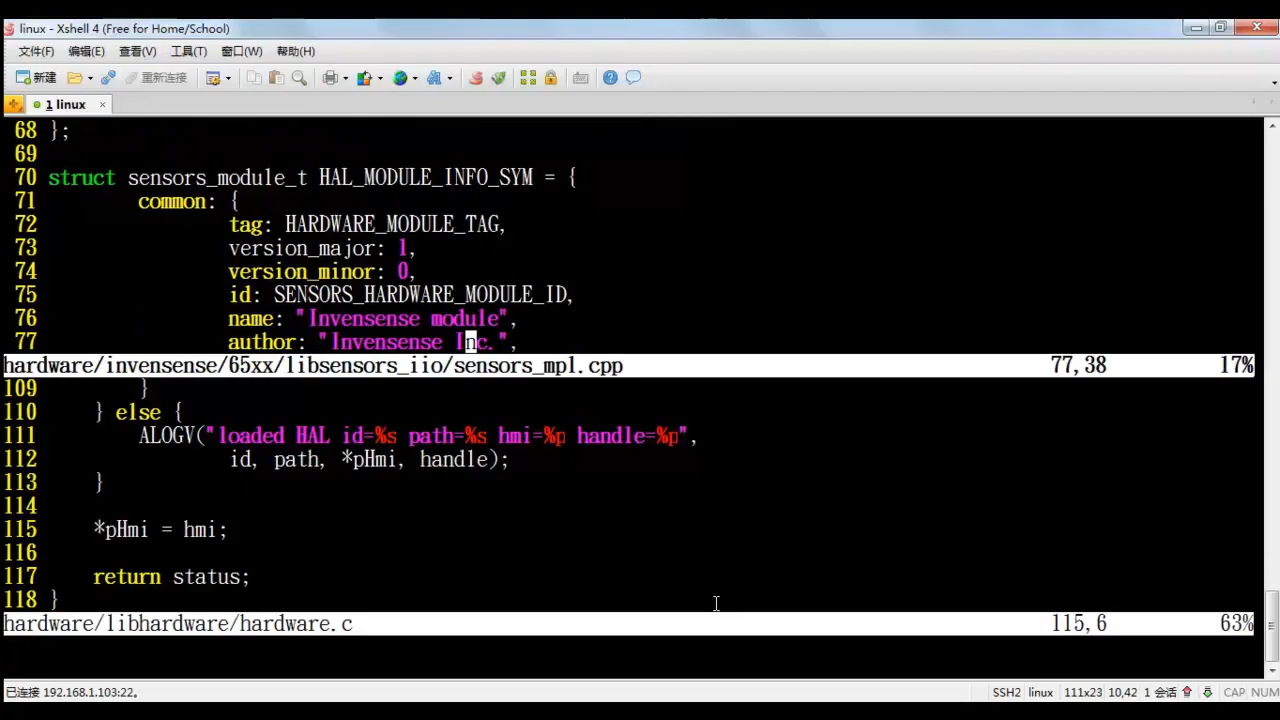 linux - Xshell 4 (Free for Home/School)
文件(F) 编辑(E) 查看(V) 工具(T) 窗口(W) 帮助(H)
新建 重新连接
1 linux
68 };
69
70 struct sensors_module_t HAL_MODULE_INFO_SYM = {
71         common: {
72                 tag: HARDWARE_MODULE_TAG,
73                 version_major: 1,
74                 version_minor: 0,
75                 id: SENSORS_HARDWARE_MODULE_ID,
76                 name: "Invensense module",
77                 author: "Invensense Inc.",
hardware/invensense/65xx/libsensors_iio/sensors_mpl.cpp 77,38 17%
109         }
110     } else {
111         ALOGV("loaded HAL id=%s path=%s hmi=%p handle=%p",
112                 id, path, *pHmi, handle);
113     }
114
115     *pHmi = hmi;
116
117     return status;
118 }
hardware/libhardware/hardware.c 115,6 63%
已连接 192.168.1.103:22。 SSH2 linux 111x23 10,42 1 会话 CAP NUM